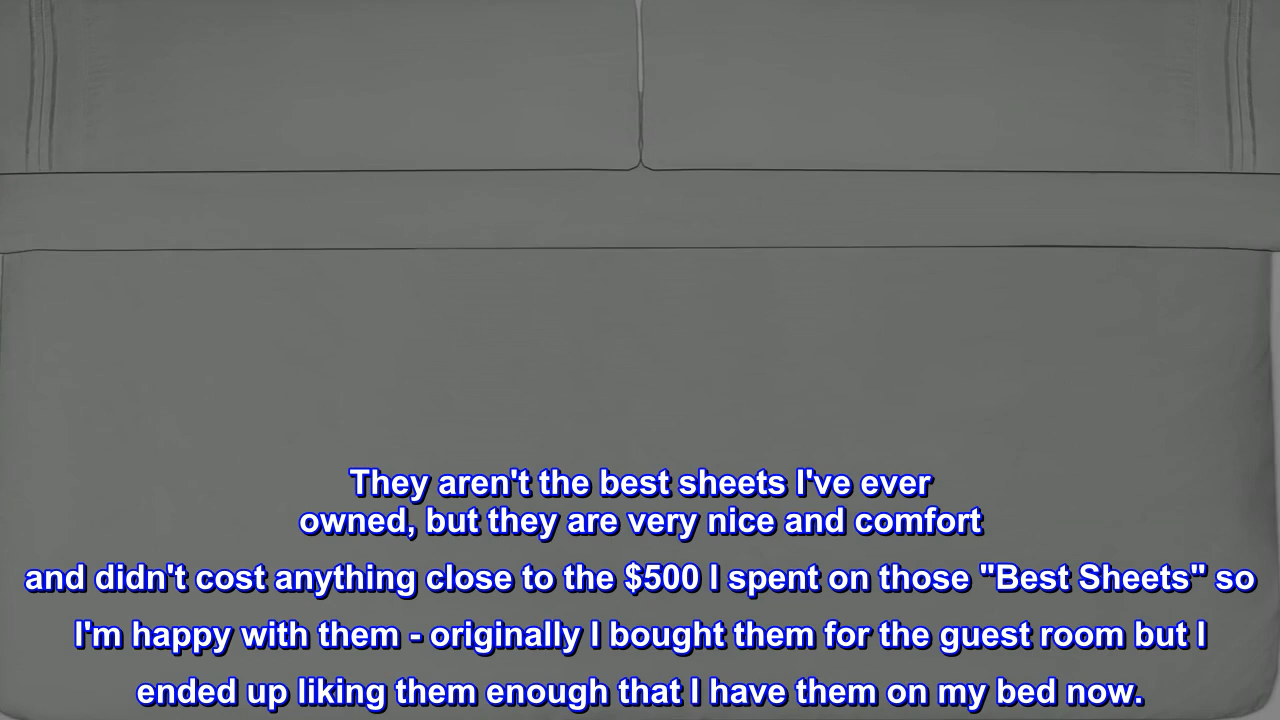 They aren't the best sheets I've ever
owned, but they are very nice and comfort
and didn't cost anything close to the $500 I spent on those "Best Sheets" so
I'm happy with them - originally I bought them for the guest room but I
ended up liking them enough that I have them on my bed now.